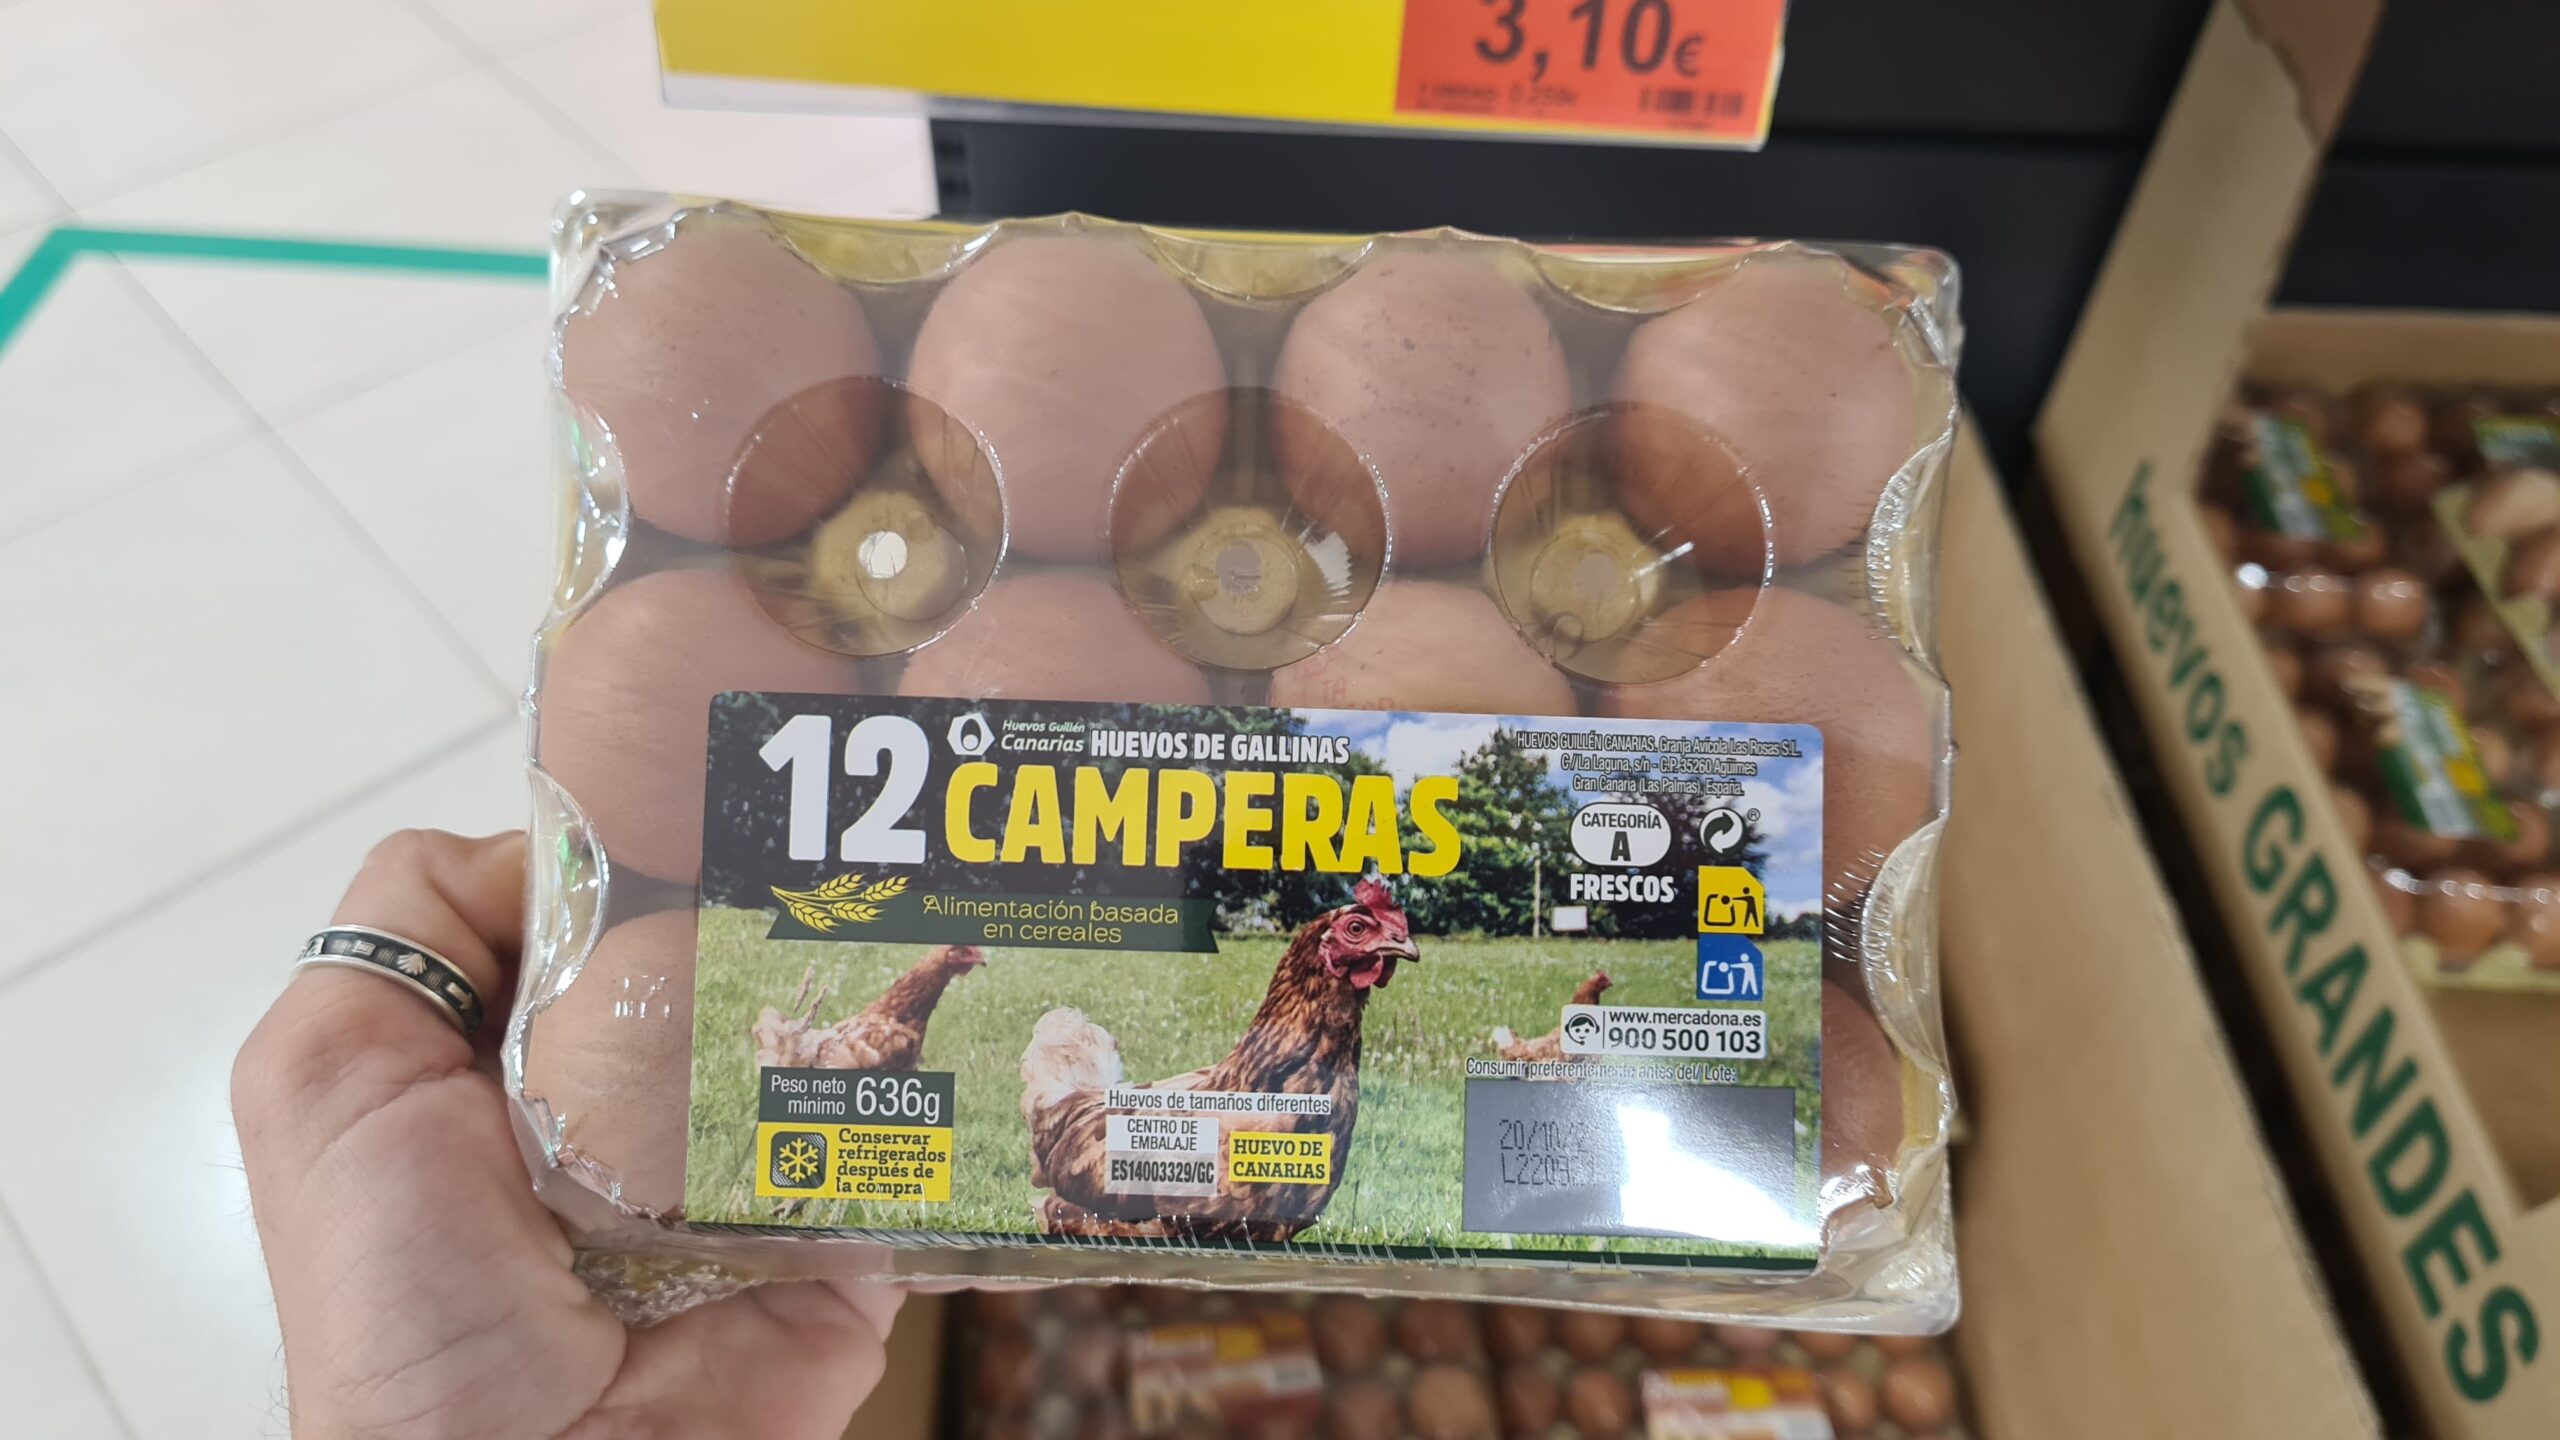 3,10€
12
Huevos Guillén
Canarias
HUEVOS DE GALLINAS
CAMPERAS
Alimentación basada
en cereales
HUEVOS GUILLÉN CANARIAS. Granja Avícola Las Rosas S.L.
C/La Laguna, s/n - C.P. 35260 Agüimes
Gran Canaria (Las Palmas), España.
CATEGORÍA
A
FRESCOS
®
www.mercadona.es
900 500 103
Consumir preferentemente antes del/ Lote:
20/10/
Peso neto
mínimo 636g
Conservar
refrigerados
después de
la compra
Huevos de tamaños diferentes
CENTRO DE
EMBALAJE
ES14003329/GC
HUEVO DE
CANARIAS
Huevos GRANDES